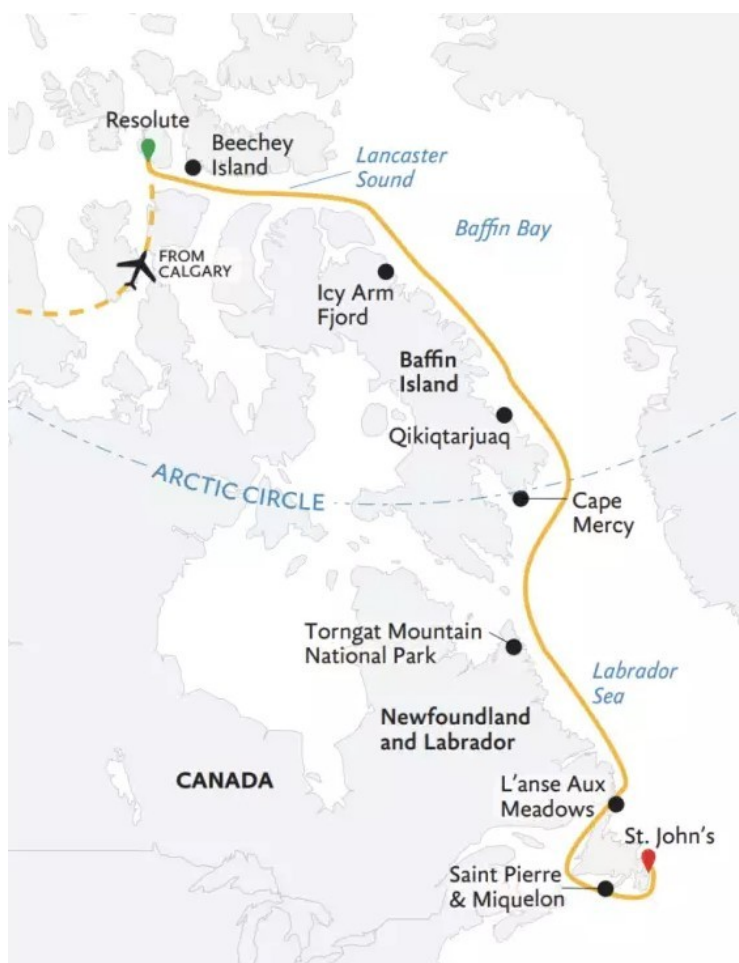 Resolute
Beechey
Island
Lancaster
Sound
Baffin Bay
FROM
CALGARY
Icy Arm
Fjord
Baffin
Island
Qikiqtarjuaq
ARCTIC CIRCLE
Cape
Mercy
Torngat Mountain
National Park
Labrador
Sea
Newfoundland
and Labrador
CANADA
L'anse Aux
Meadows
St. John's
Saint Pierre
& Miquelon